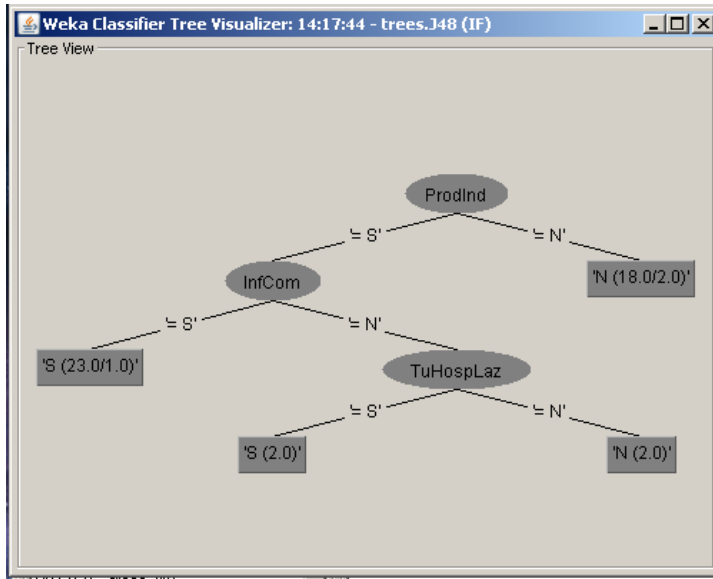 Weka Classifier Tree Visualizer: 14:17:44 - trees.J48 (IF)
Tree View
ProdInd
'= S'
'= N'
InfCom
'N (18.0/2.0)'
'= S'
'= N'
'S (23.0/1.0)'
TuHospLaz
'= S'
'= N'
'S (2.0)'
'N (2.0)'